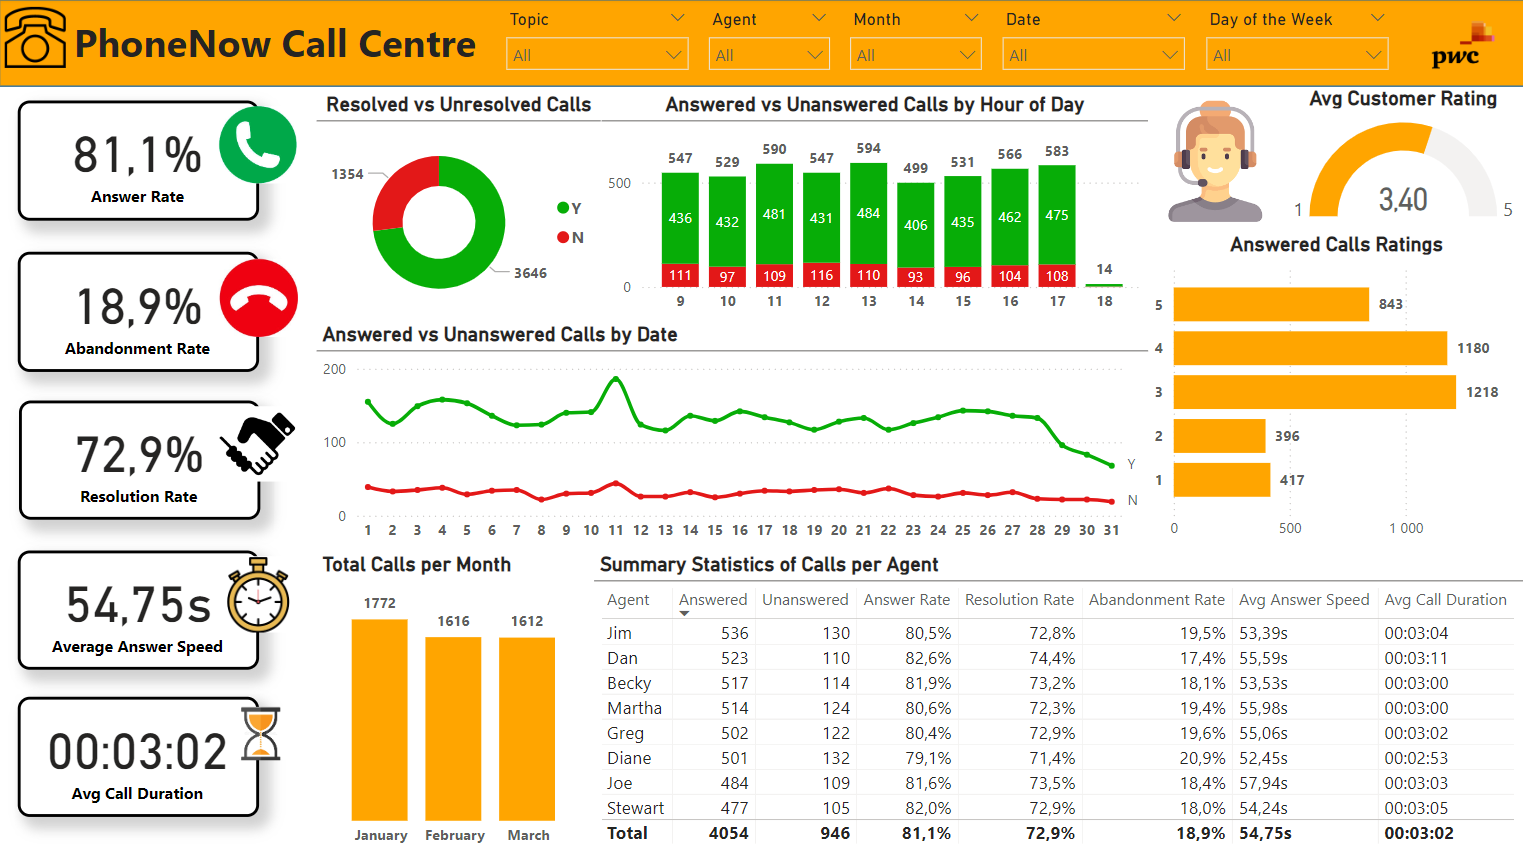 PhoneNow Call Centre
Topic
All
Agent
All
Month
All
Date
All
Day of the Week
All
pwc
81,1%
Answer Rate
18,9%
Abandonment Rate
72,9%
Resolution Rate
54,75s
Average Answer Speed
00:03:02
Avg Call Duration
Resolved vs Unresolved Calls
1354
3646
Y
N
Answered vs Unanswered Calls by Hour of Day
547 529 590 547 594 499 531 566 583 14
500
436 432 481 431 484 406 435 462 475
111 97 109 116 110 93 96 104 108
0
9 10 11 12 13 14 15 16 17 18
Avg Customer Rating
3,40
1 5
Answered Calls Ratings
5 843
4 1180
3 1218
2 396
1 417
0 500 1 000
Answered vs Unanswered Calls by Date
200
100
0
Y
N
1 2 3 4 5 6 7 8 9 10 11 12 13 14 15 16 17 18 19 20 21 22 23 24 25 26 27 28 29 30 31
Total Calls per Month
1772 1616 1612
January February March
Summary Statistics of Calls per Agent
Agent Answered Unanswered Answer Rate Resolution Rate Abandonment Rate Avg Answer Speed Avg Call Duration
Jim 536 130 80,5% 72,8% 19,5% 53,39s 00:03:04
Dan 523 110 82,6% 74,4% 17,4% 55,59s 00:03:11
Becky 517 114 81,9% 73,2% 18,1% 53,53s 00:03:00
Martha 514 124 80,6% 72,3% 19,4% 55,98s 00:03:00
Greg 502 122 80,4% 72,9% 19,6% 55,06s 00:03:02
Diane 501 132 79,1% 71,4% 20,9% 52,45s 00:02:53
Joe 484 109 81,6% 73,5% 18,4% 57,94s 00:03:03
Stewart 477 105 82,0% 72,9% 18,0% 54,24s 00:03:05
Total 4054 946 81,1% 72,9% 18,9% 54,75s 00:03:02